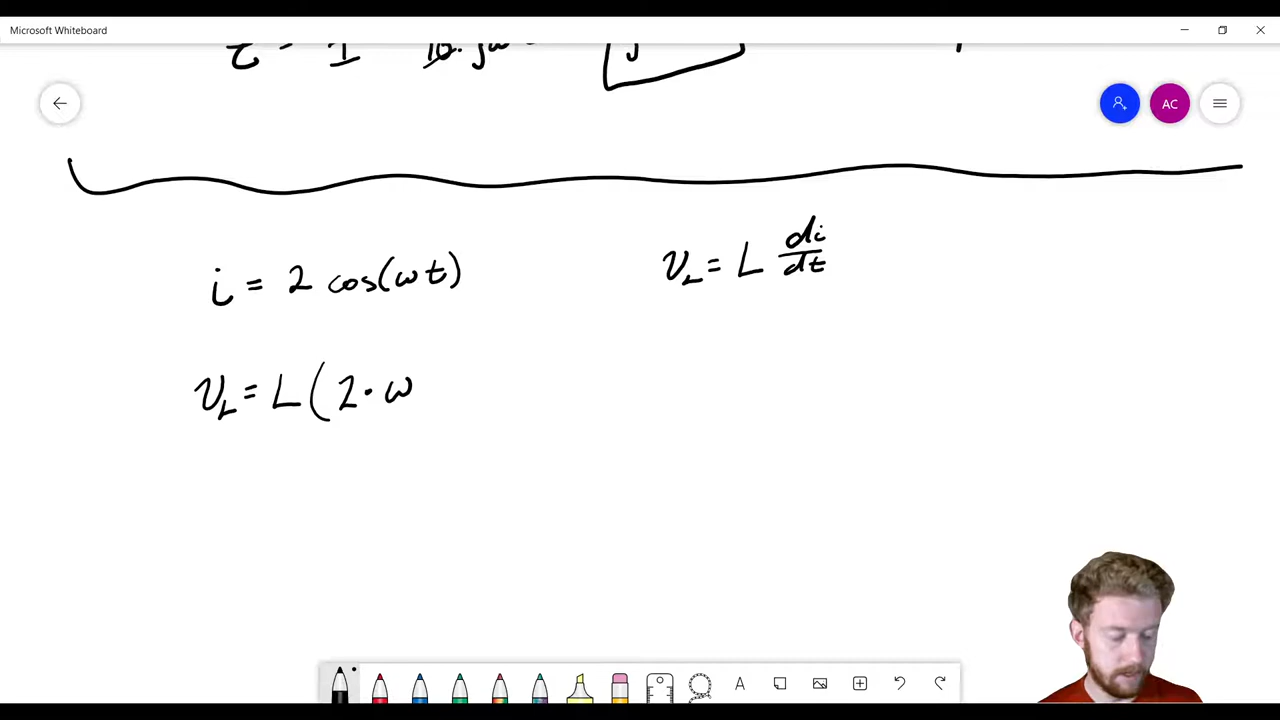 Microsoft Whiteboard
AC
i = 2 cos(ωt)
v_L = L di/dt
v_L = L(2·ω
A